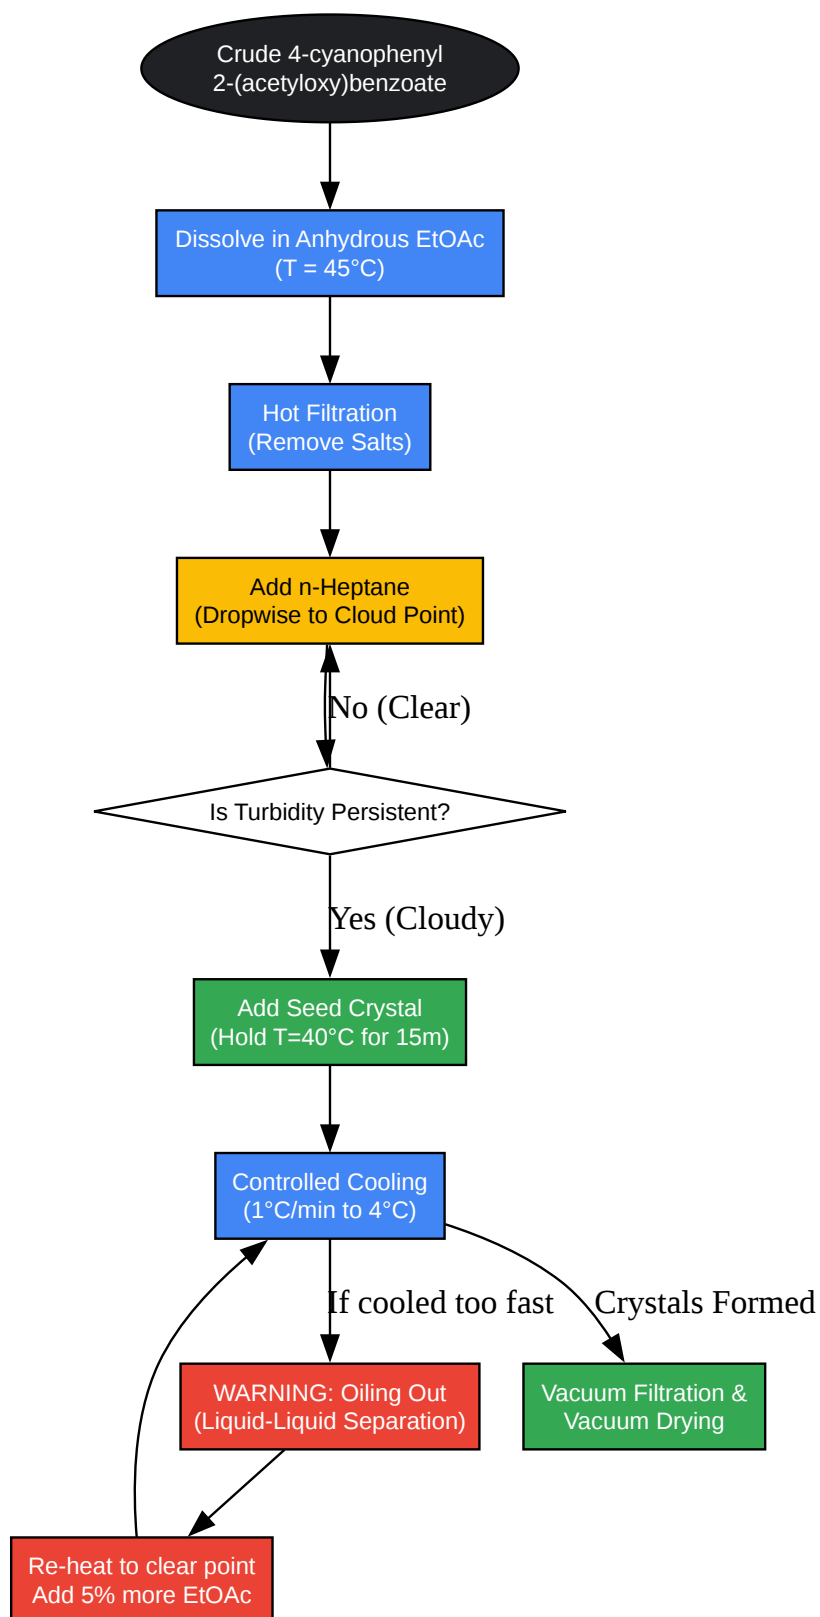 Crude 4-cyanophenyl
2-(acetyloxy)benzoate
Dissolve in Anhydrous EtOAc
(T = 45°C)
Hot Filtration
(Remove Salts)
Add n-Heptane
(Dropwise to Cloud Point)
No (Clear)
Is Turbidity Persistent?
Yes (Cloudy)
Add Seed Crystal
(Hold T=40°C for 15m)
Controlled Cooling
(1°C/min to 4°C)
If cooled too fast
Crystals Formed
WARNING: Oiling Out
(Liquid-Liquid Separation)
Vacuum Filtration &
Vacuum Drying
Re-heat to clear point
Add 5% more EtOAc